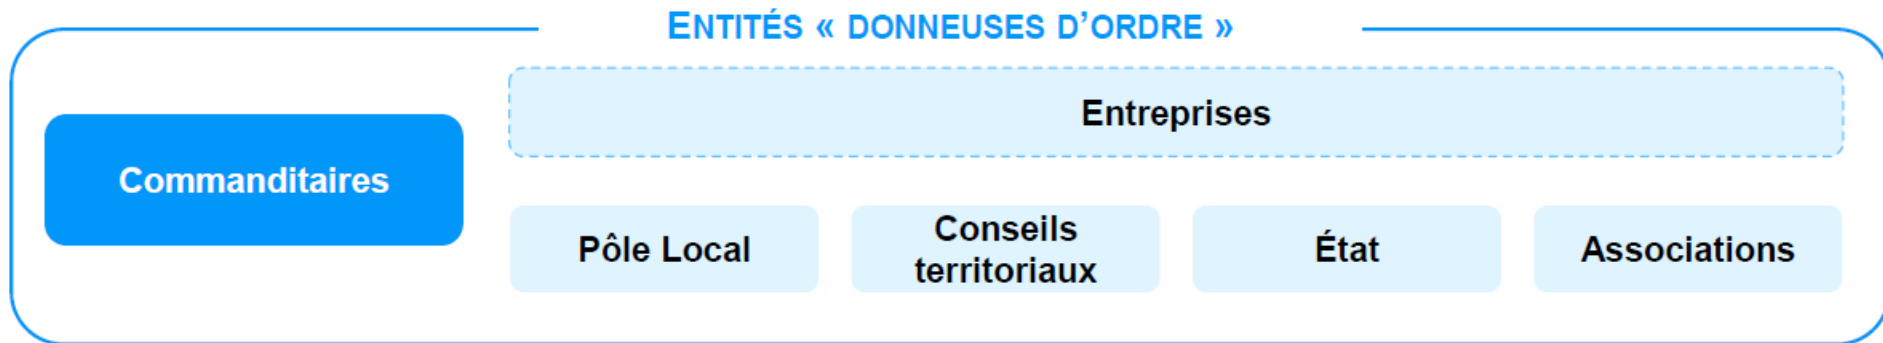 ENTITÉS « DONNEUSES D’ORDRE »
Entreprises
Commanditaires
Pôle Local
Conseils
territoriaux
État
Associations